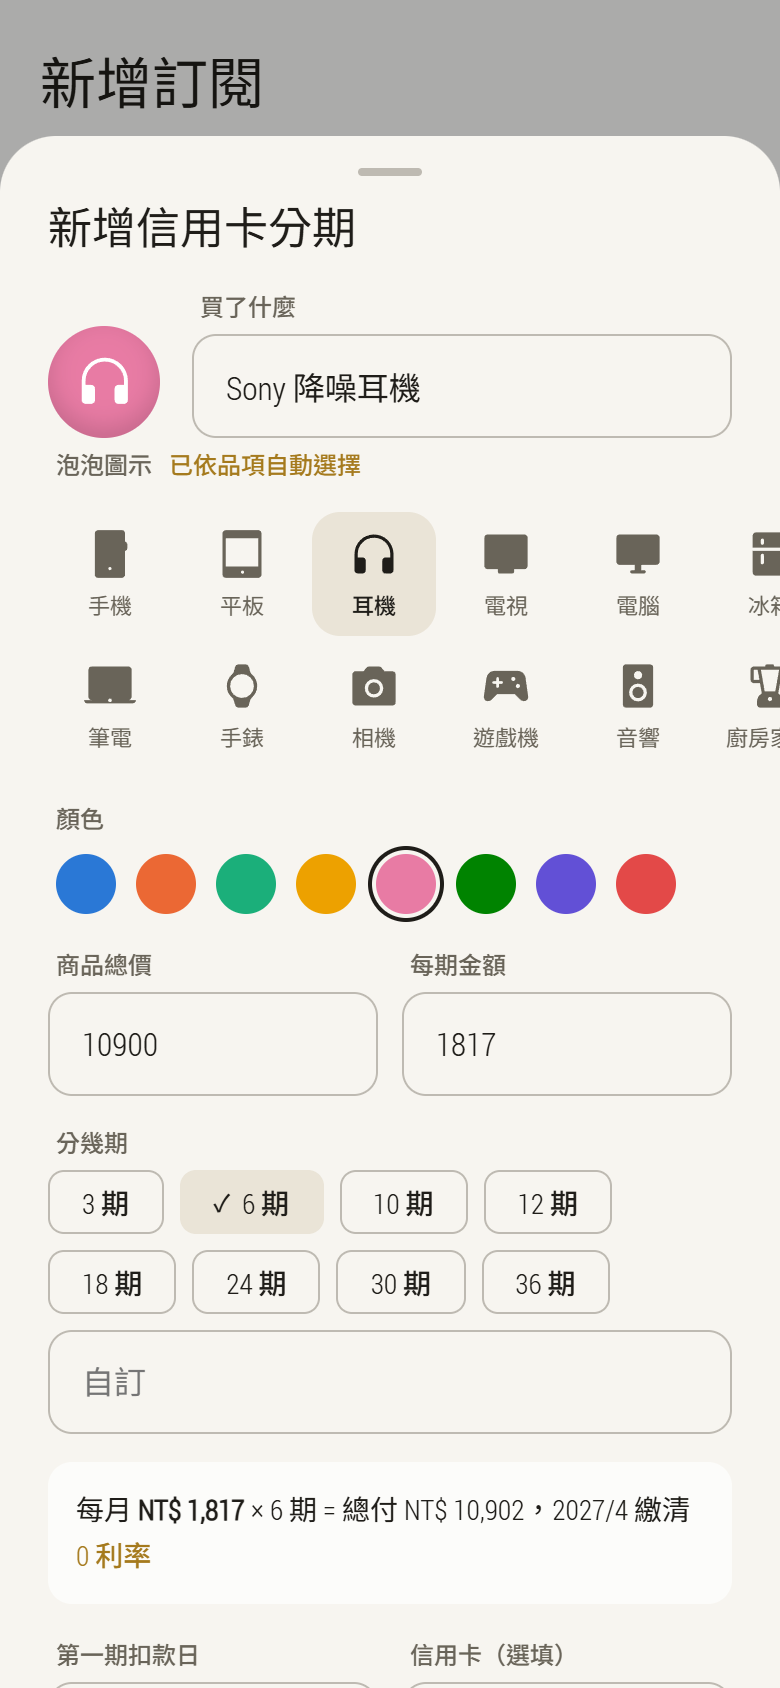 新增訂閱
新增信用卡分期
買了什麼
Sony 降噪耳機
泡泡圖示 已依品項自動選擇
手機 平板 耳機 電視 電腦 冰箱
筆電 手錶 相機 遊戲機 音響 廚房家
顏色
商品總價 每期金額
10900 1817
分幾期
3 期 ✓ 6 期 10 期 12 期
18 期 24 期 30 期 36 期
自訂
每月 NT$ 1,817 × 6 期 = 總付 NT$ 10,902，2027/4 繳清
0 利率
第一期扣款日 信用卡（選填）